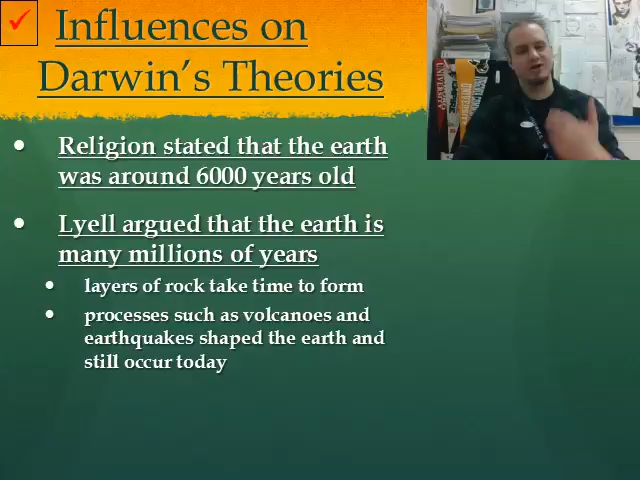 Influences on
Darwin's Theories
Religion stated that the earth
was around 6000 years old
Lyell argued that the earth is
many millions of years
layers of rock take time to form
processes such as volcanoes and
earthquakes shaped the earth and
still occur today